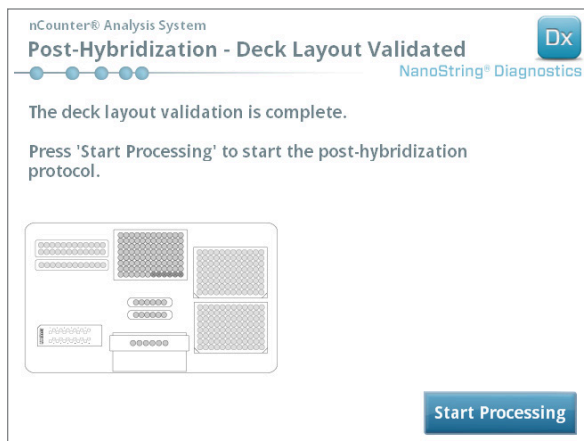 nCounter® Analysis System
Post-Hybridization - Deck Layout Validated
Dx
NanoString® Diagnostics
The deck layout validation is complete.
Press 'Start Processing' to start the post-hybridization
protocol.
Start Processing